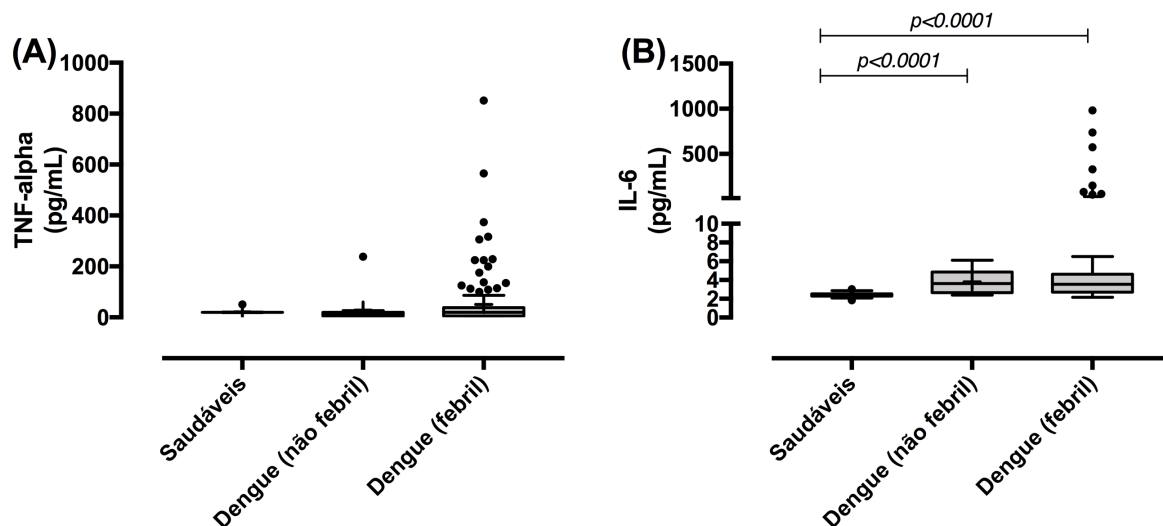 (A)
TNF-alpha
(pg/mL)
1000
800
600
400
200
0
Saudáveis
Dengue (não febril)
Dengue (febril)
(B)
p<0.0001
p<0.0001
IL-6
(pg/mL)
1500
1000
500
10
8
6
4
2
0
Saudáveis
Dengue (não febril)
Dengue (febril)